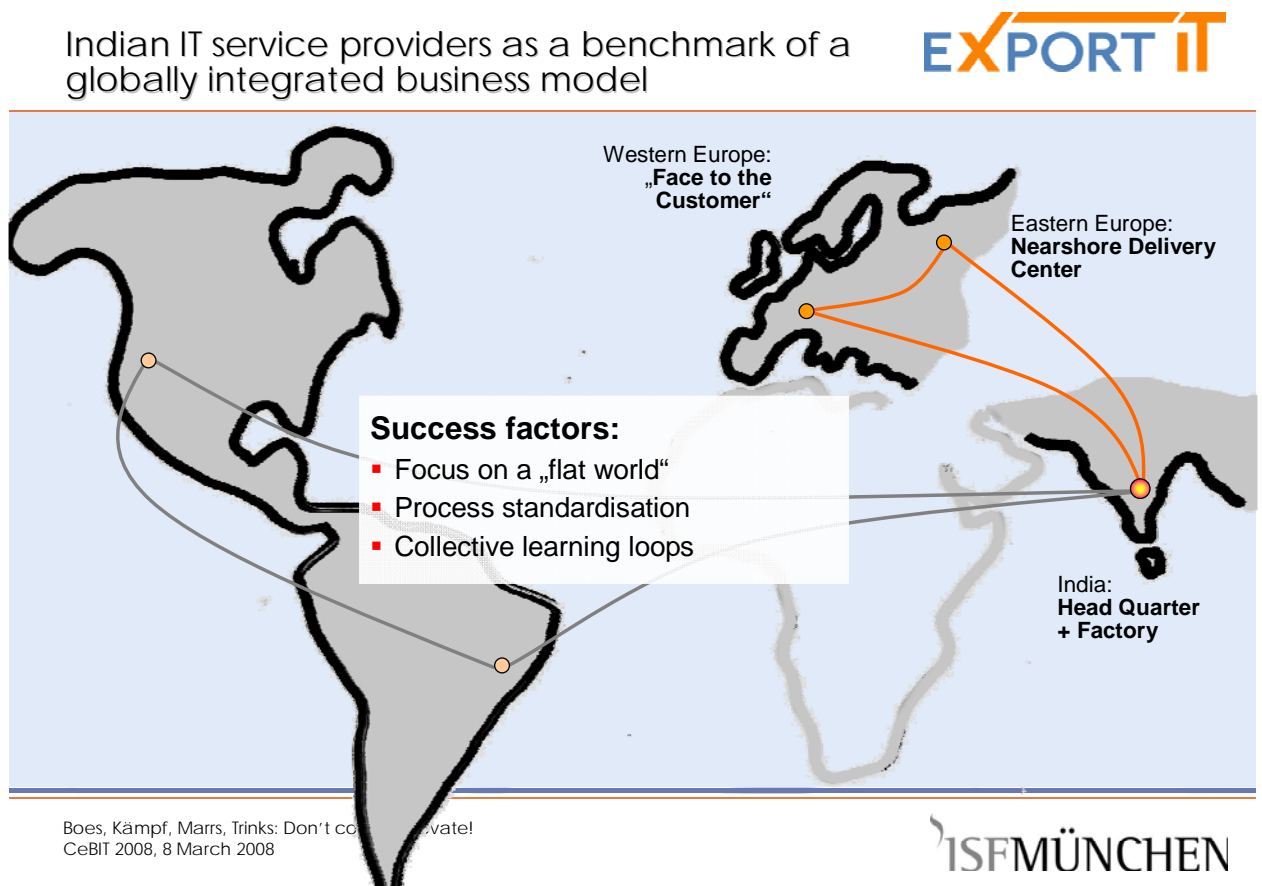 Indian IT service providers as a benchmark of a
globally integrated business model
EXPORT IT
Western Europe:
„Face to the
Customer“
Eastern Europe:
Nearshore Delivery
Center
Success factors:
Focus on a „flat world“
Process standardisation
Collective learning loops
India:
Head Quarter
+ Factory
Boes, Kämpf, Marrs, Trinks: Don't
CeBIT 2008, 8 March 2008
ISFMÜNCHEN